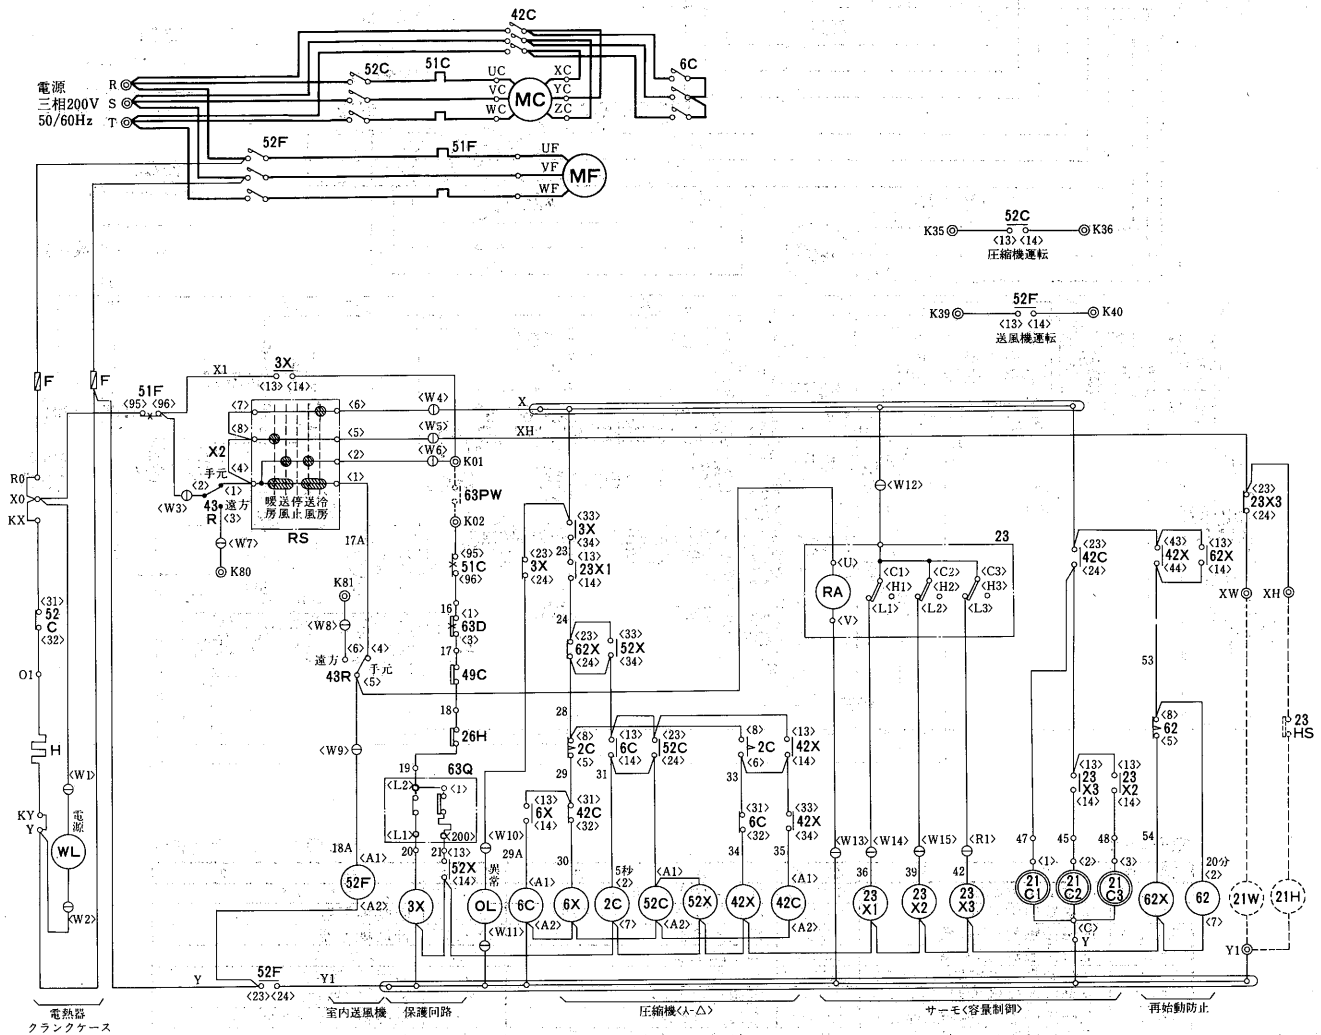 42C
電源
三相200V
50/60Hz
R
S
T
52C
51C
UC
VC
WC
MC
XC
YC
ZC
6C
52F
51F
UF
VF
WF
MF
52C
K35
K36
<13> <14>
圧縮機運転
52F
K39
K40
<13> <14>
送風機運転
F
F
51F
<95> <96>
X1
3X
<13> <14>
<7>
<8>
X2
<4>
<6>
<5>
<2>
<1>
<W4>
<W5>
<W6>
X
XH
K01
63PW
K02
手元
<2>
<1>
43
R
遠方
<3>
<W3>
<W7>
K80
暖房
送風
停止
送風
冷房
RS
17A
R0
X0
KX
<31>
52
C
<32>
O1
H
KY
Y
<W1>
電源
WL
<W2>
K81
<W8>
<6>
<4>
遠方
手元
43R
<5>
<W9>
18A
<A1>
52F
<A2>
<95>
51C
<96>
16
<1>
63D
<3>
17
49C
18
26H
19
63Q
<L2>
<1>
<L1>
<200>
20
21
<13>
52X
<14>
3X
<W10>
異常
OL
<W11>
<23>
3X
<24>
<33>
3X
<34>
23
<13>
23X1
<14>
24
<23>
62X
<24>
<33>
52X
<34>
28
<8>
2C
<5>
<13>
6C
<14>
<23>
52C
<24>
<8>
2C
<6>
<13>
42X
<14>
29
31
33
<13>
6X
<14>
<31>
42C
<32>
<31>
6C
<32>
<33>
42X
<34>
29A
30
5秒
<2>
34
35
<A1>
6C
<A2>
6X
2C
<7>
<A1>
52C
<A2>
52X
42X
<A1>
42C
<A2>
<W12>
23
<U>
RA
<V>
<C1>
<H1>
<L1>
<C2>
<H2>
<L2>
<C3>
<H3>
<L3>
<W13>
<W14>
<W15>
<R1>
36
39
42
23
X1
23
X2
23
X3
<23>
42C
<24>
<43>
42X
<44>
<13>
62X
<14>
<13>
23
X3
<14>
<13>
23
X2
<14>
47
45
48
<1>
<2>
<3>
21
C1
21
C2
21
C3
<C>
Y
53
<8>
62
<5>
54
20分
<2>
62X
62
<7>
<23>
23X3
<24>
XW
XH
23
HS
21W
21H
Y1
Y
52F
<23> <24>
Y1
電熱器
クランクケース
室内送風機
保護回路
圧縮機<人-△>
サーモ<容量制御>
再始動防止